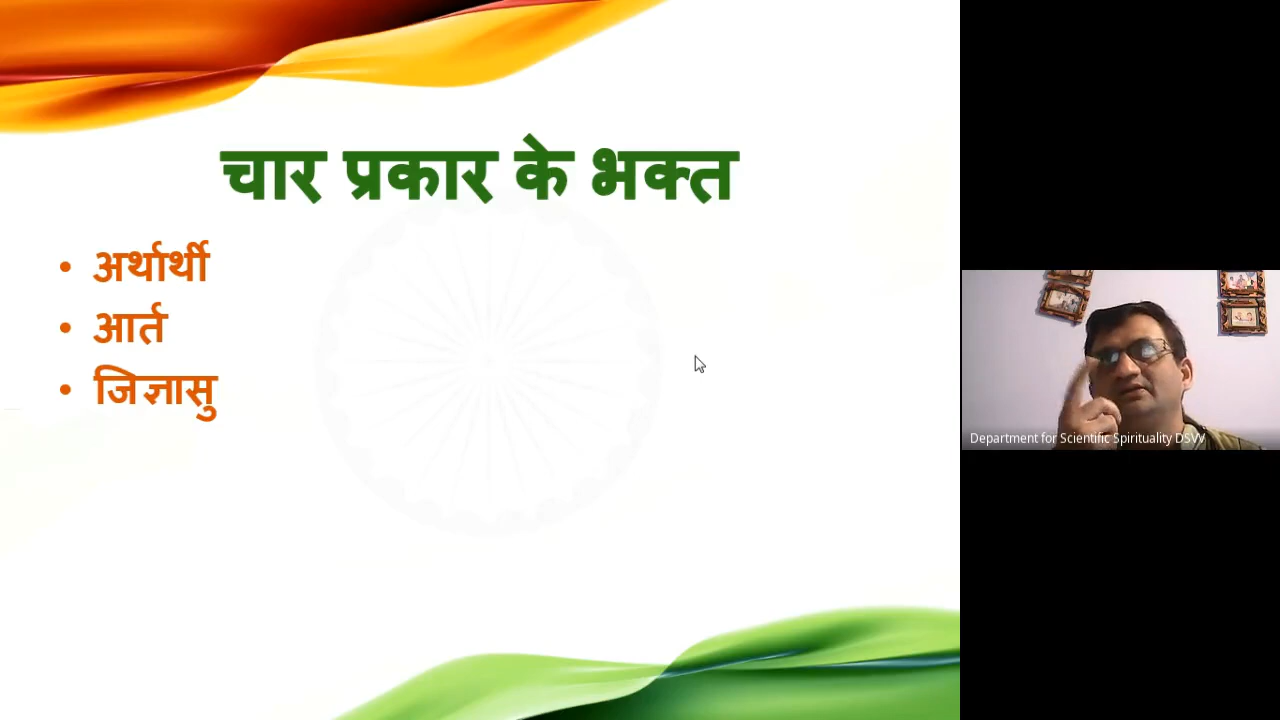 चार प्रकार के भक्त
• अर्थार्थी
• आर्त
• जिज्ञासु
Department for Scientific Spirituality DSVV